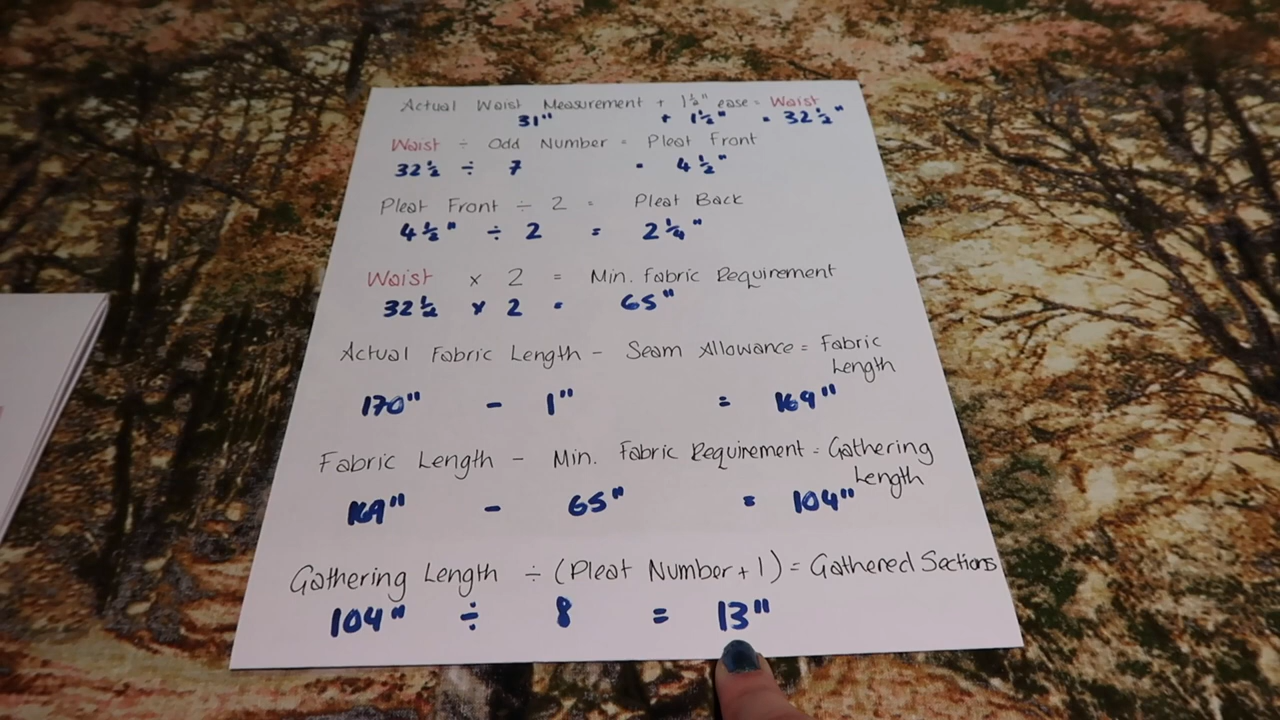 Actual Waist Measurement + 1½" ease = Waist
31" + 1½" = 32½"
Waist ÷ Odd Number = Pleat Front
32½ ÷ 7 = 4½"
Pleat Front ÷ 2 = Pleat Back
4½" ÷ 2 = 2¼"
Waist × 2 = Min. Fabric Requirement
32½ × 2 = 65"
Actual Fabric Length - Seam Allowance = Fabric
Length
170" - 1" = 169"
Fabric Length - Min. Fabric Requirement = Gathering
Length
169" - 65" = 104"
Gathering Length ÷ (Pleat Number + 1) = Gathered Sections
104" ÷ 8 = 13"